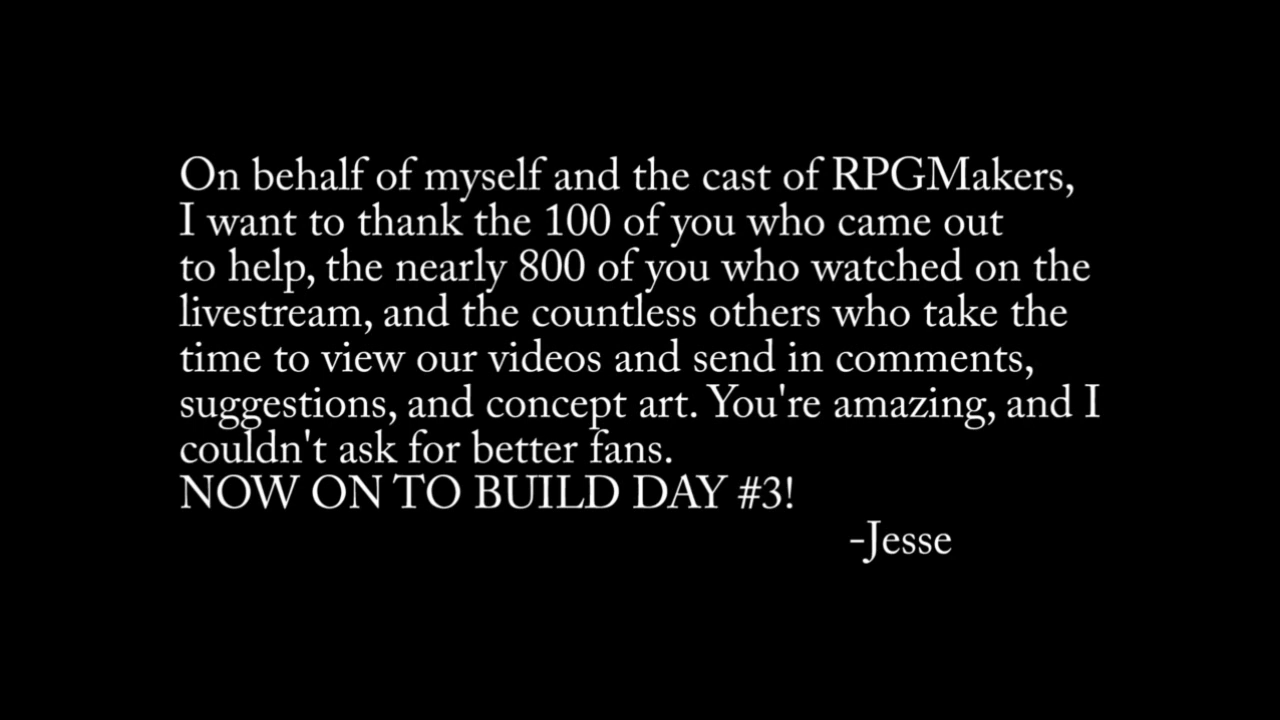 On behalf of myself and the cast of RPGMakers,
I want to thank the 100 of you who came out
to help, the nearly 800 of you who watched on the
livestream, and the countless others who take the
time to view our videos and send in comments,
suggestions, and concept art. You're amazing, and I
couldn't ask for better fans.
NOW ON TO BUILD DAY #3!
-Jesse